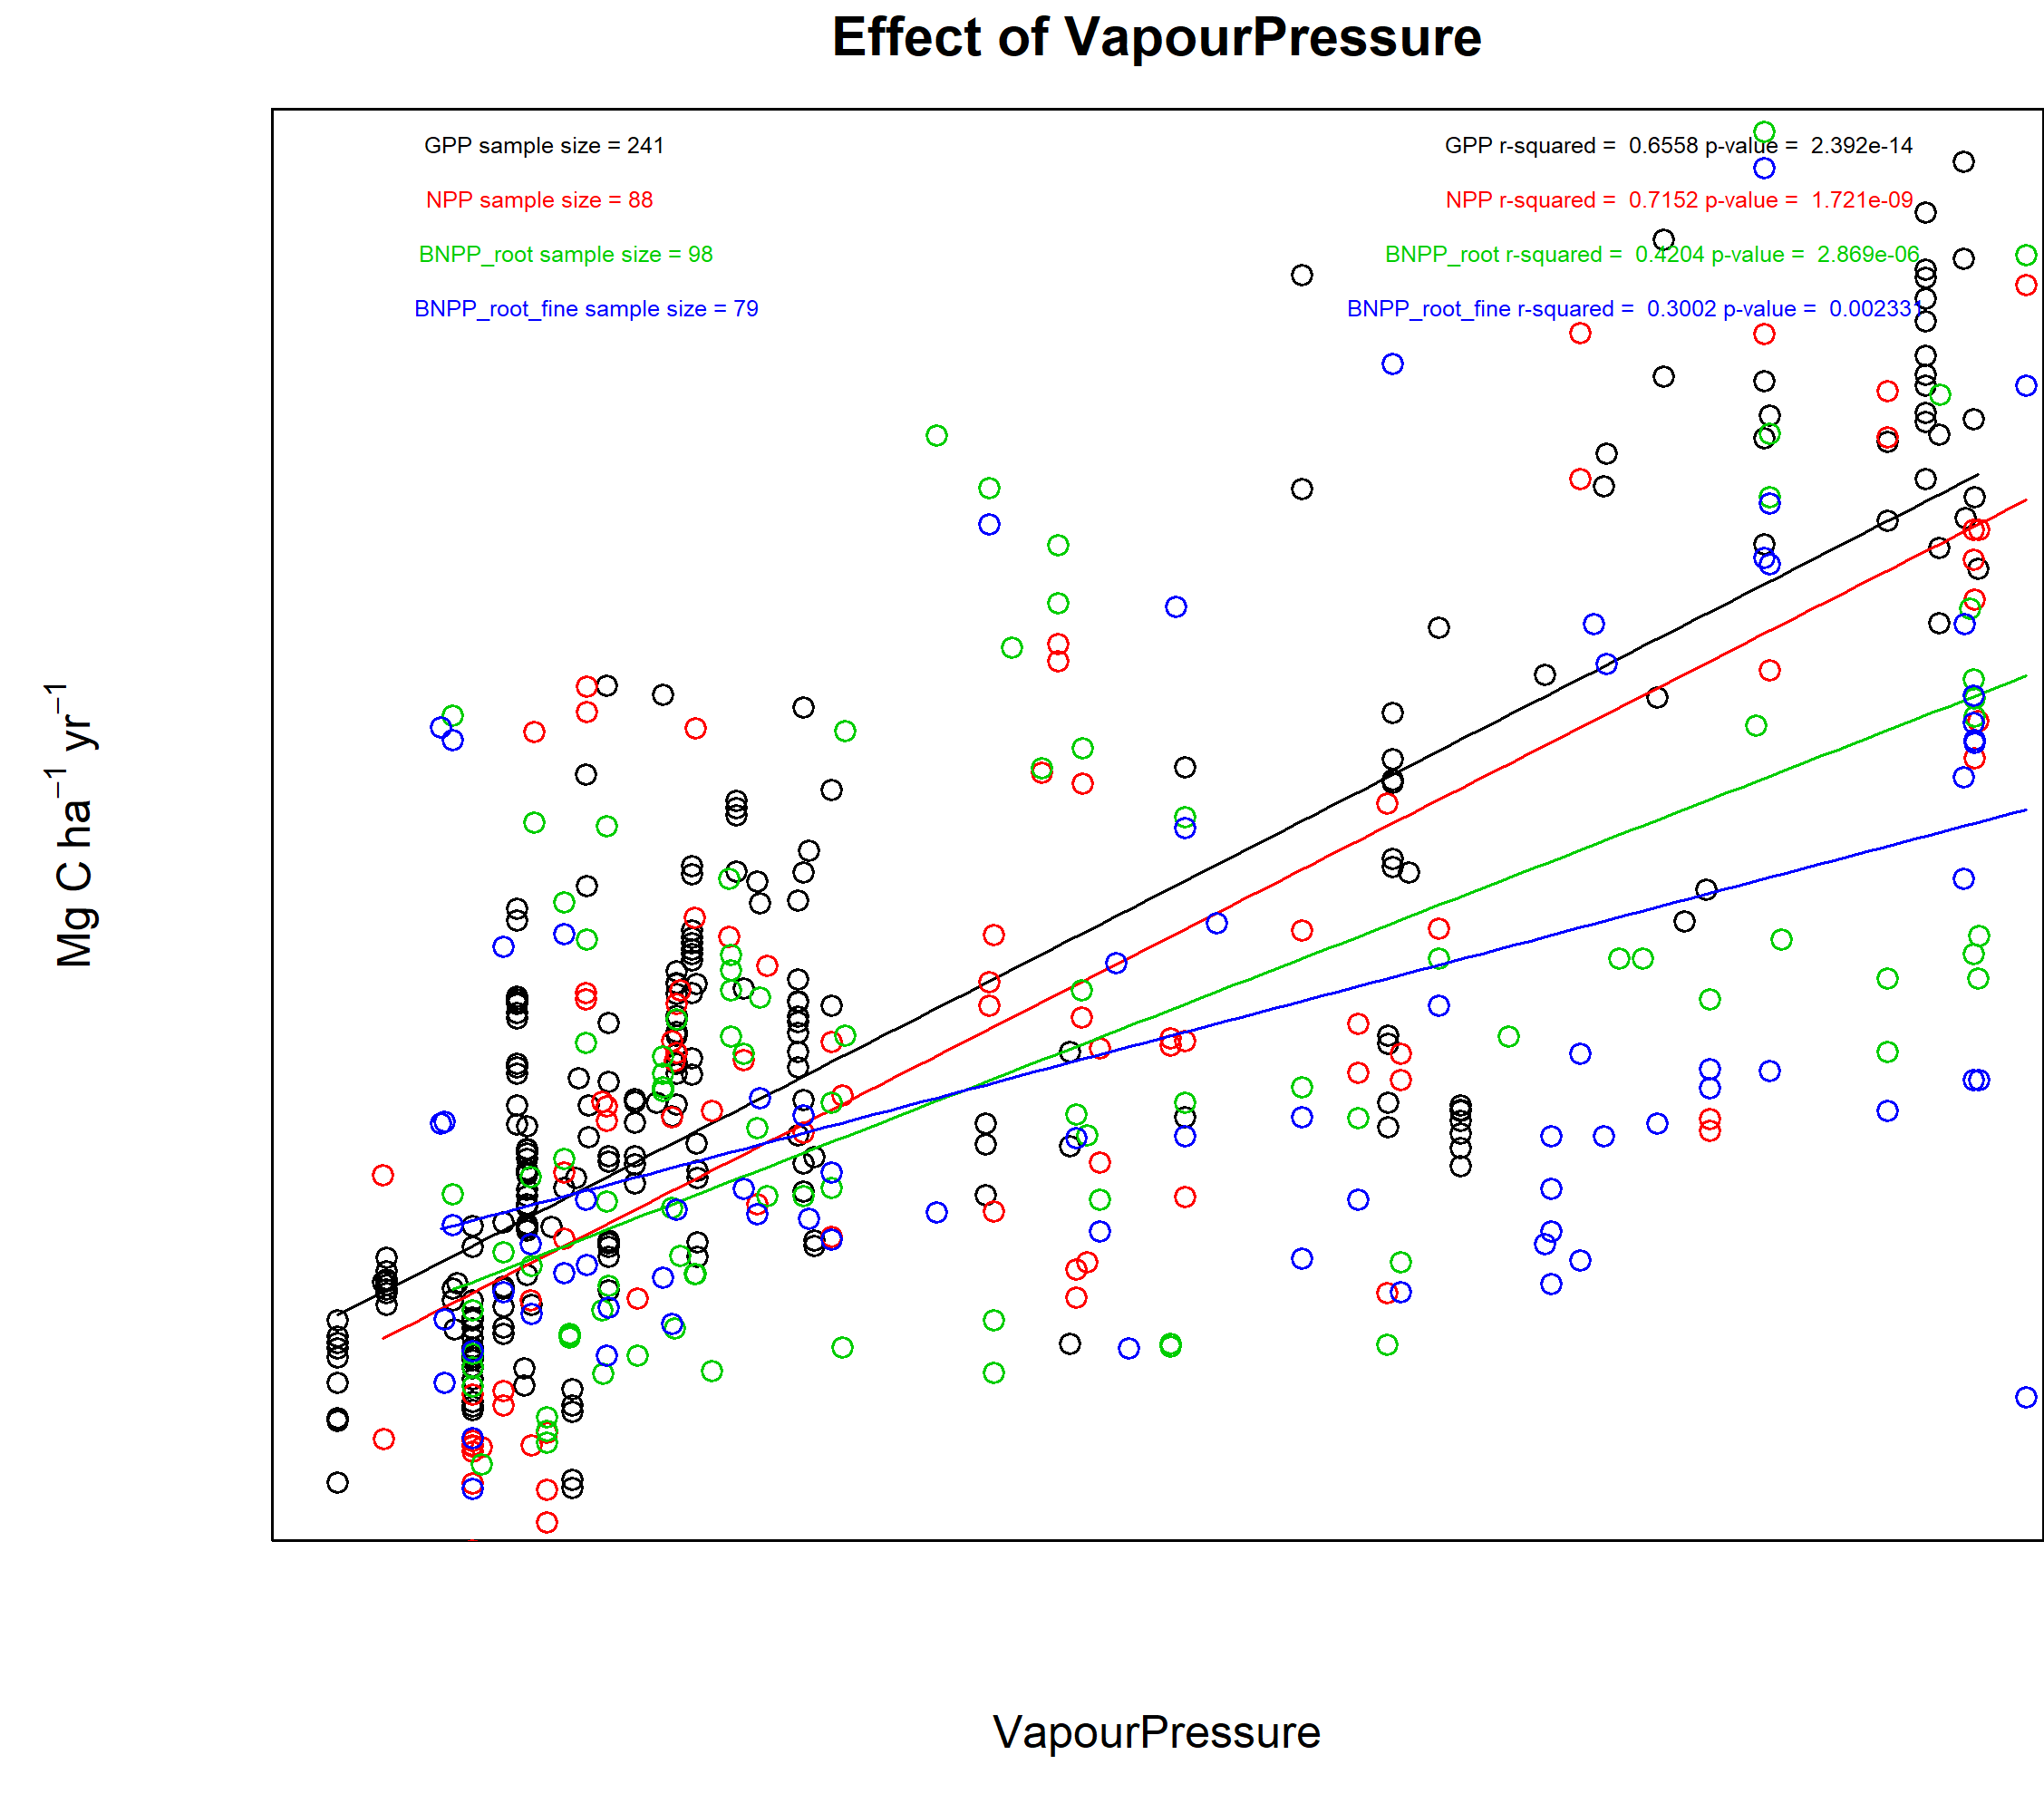 Effect of VapourPressure
GPP sample size = 241
GPP r-squared = 0.6558 p-value = 2.392e-14
NPP sample size = 88
NPP r-squared = 0.7152 p-value = 1.721e-09
BNPP_root sample size = 98
BNPP_root r-squared = 0.4204 p-value = 2.869e-06
BNPP_root_fine sample size = 79
BNPP_root_fine r-squared = 0.3002 p-value = 0.002331
Mg C ha⁻¹ yr⁻¹
VapourPressure